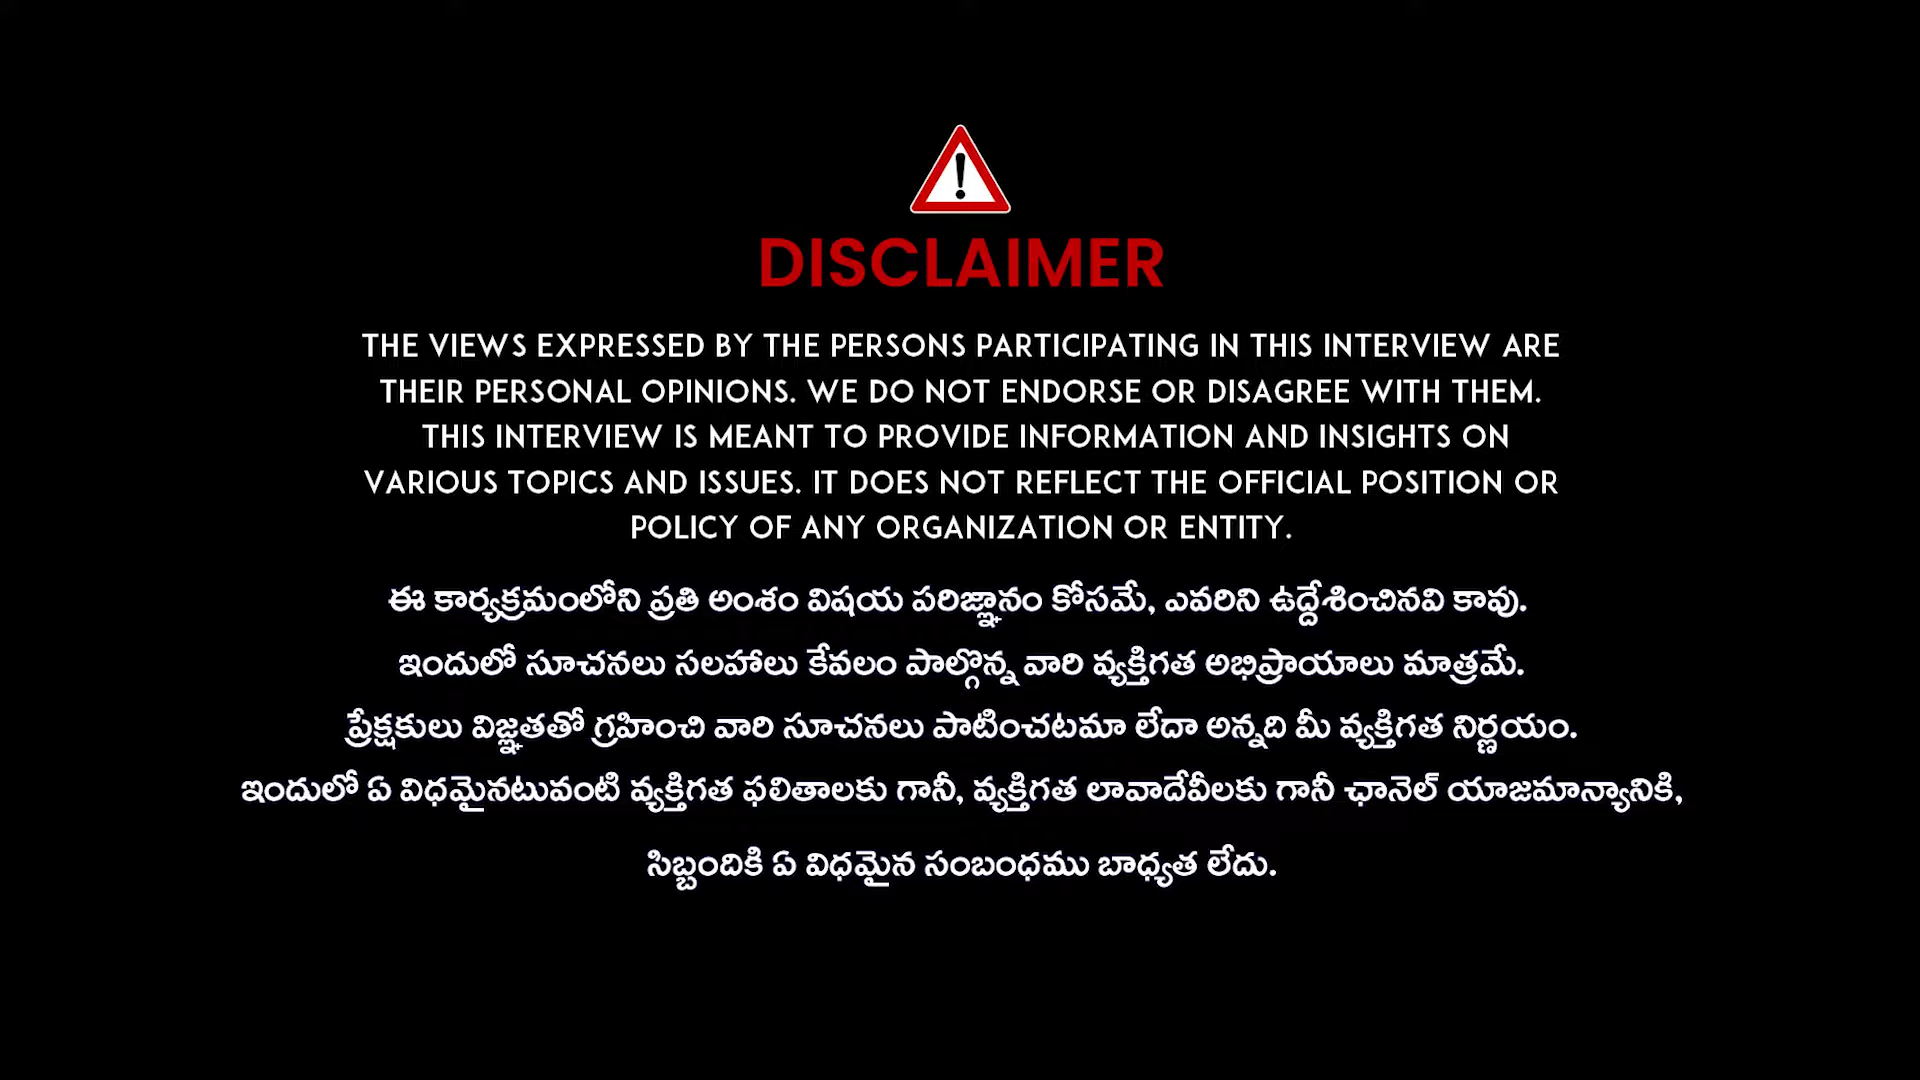 DISCLAIMER
THE VIEWS EXPRESSED BY THE PERSONS PARTICIPATING IN THIS INTERVIEW ARE
THEIR PERSONAL OPINIONS. WE DO NOT ENDORSE OR DISAGREE WITH THEM.
THIS INTERVIEW IS MEANT TO PROVIDE INFORMATION AND INSIGHTS ON
VARIOUS TOPICS AND ISSUES. IT DOES NOT REFLECT THE OFFICIAL POSITION OR
POLICY OF ANY ORGANIZATION OR ENTITY.
ఈ కార్యక్రమంలోని ప్రతి అంశం విషయ పరిజ్ఞానం కోసమే, ఎవరిని ఉద్దేశించినవి కావు.
ఇందులో సూచనలు సలహాలు కేవలం పాల్గొన్న వారి వ్యక్తిగత అభిప్రాయాలు మాత్రమే.
ప్రేక్షకులు విజ్ఞతతో గ్రహించి వారి సూచనలు పాటించటమా లేదా అన్నది మీ వ్యక్తిగత నిర్ణయం.
ఇందులో ఏ విధమైనటువంటి వ్యక్తిగత ఫలితాలకు గానీ, వ్యక్తిగత లావాదేవీలకు గానీ ఛానెల్ యాజమాన్యానికి,
సిబ్బందికి ఏ విధమైన సంబంధము బాధ్యత లేదు.